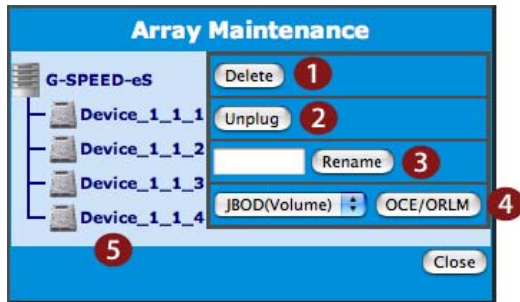 Array Maintenance
G-SPEED-eS
Device_1_1_1
Device_1_1_2
Device_1_1_3
Device_1_1_4
5
Delete 1
Unplug 2
Rename 3
JBOD(Volume) OCE/ORLM 4
Close